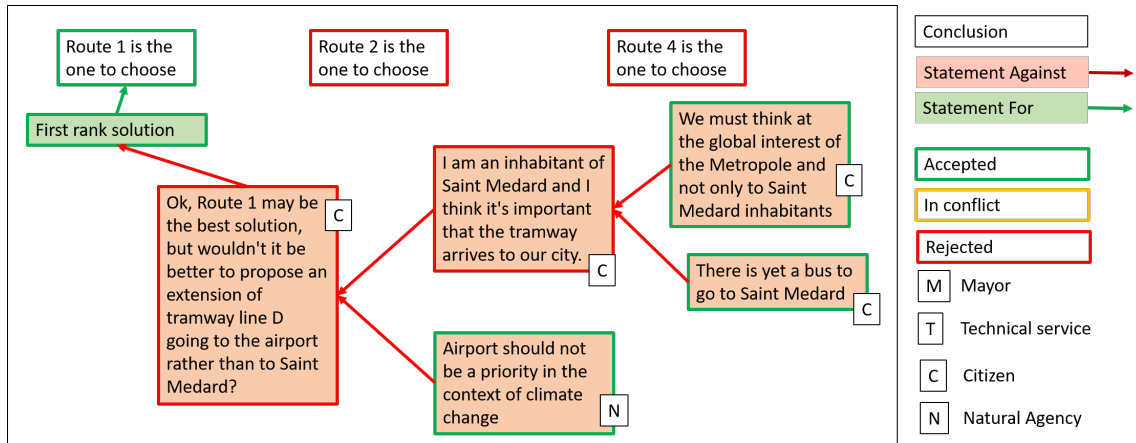 Route 1 is the
one to choose
Route 2 is the
one to choose
Route 4 is the
one to choose
First rank solution
Ok, Route 1 may be
the best solution,
but wouldn't it be
better to propose an
extension of
tramway line D
going to the airport
rather than to Saint
Medard?
C
I am an inhabitant of
Saint Medard and I
think it's important
that the tramway
arrives to our city.
C
We must think at
the global interest of
the Metropole and
not only to Saint
Medard inhabitants
C
There is yet a bus to
go to Saint Medard
C
Airport should not
be a priority in the
context of climate
change
N
Conclusion
Statement Against
Statement For
Accepted
In conflict
Rejected
M Mayor
T Technical service
C Citizen
N Natural Agency